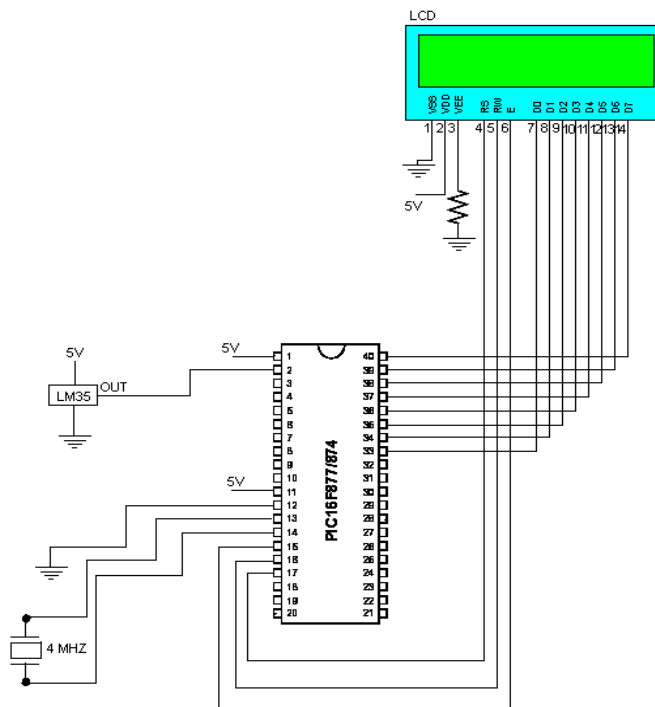 LCD
VSS VDD VEE RS RW E D0 D1 D2 D3 D4 D5 D6 D7
1 2 3 4 5 6 7 8 9 10 11 12 13 14
5V
5V
5V
LM35
OUT
5V
PIC16F877/874
1 40
2 39
3 38
4 37
5 36
6 35
7 34
8 33
9 32
10 31
11 30
12 29
13 28
14 27
15 26
16 25
17 24
18 23
19 22
20 21
4 MHZ